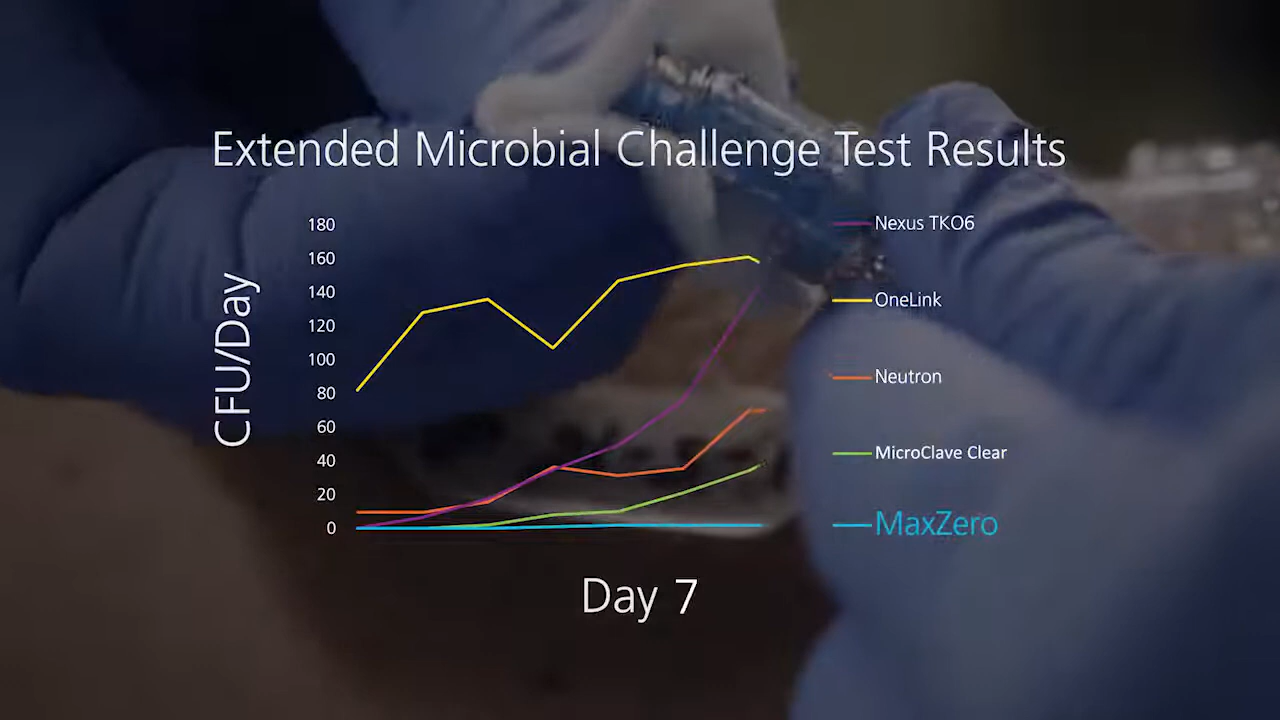 Extended Microbial Challenge Test Results
CFU/Day
180
160
140
120
100
80
60
40
20
0
Nexus TKO6
OneLink
Neutron
MicroClave Clear
MaxZero
Day 7